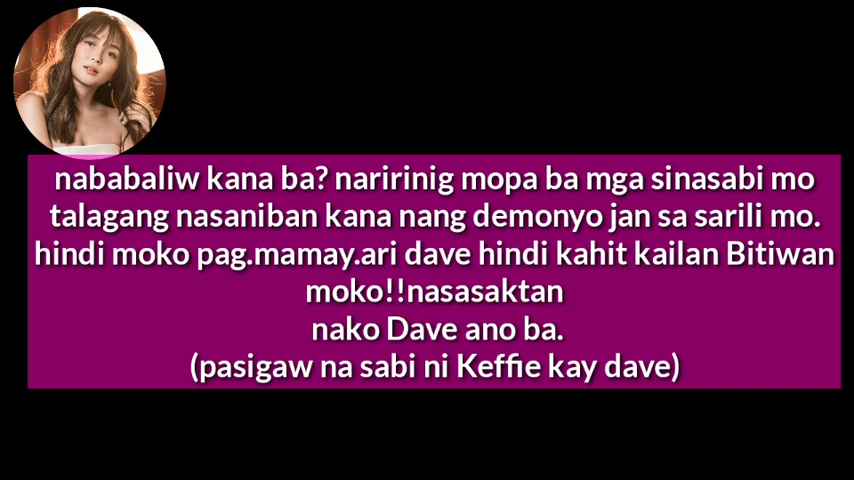 nababaliw kana ba? naririnig mopa ba mga sinasabi mo
talagang nasaniban kana nang demonyo jan sa sarili mo.
hindi moko pag.mamay.ari dave hindi kahit kailan Bitiwan
moko!!nasasaktan
nako Dave ano ba.
(pasigaw na sabi ni Keffie kay dave)